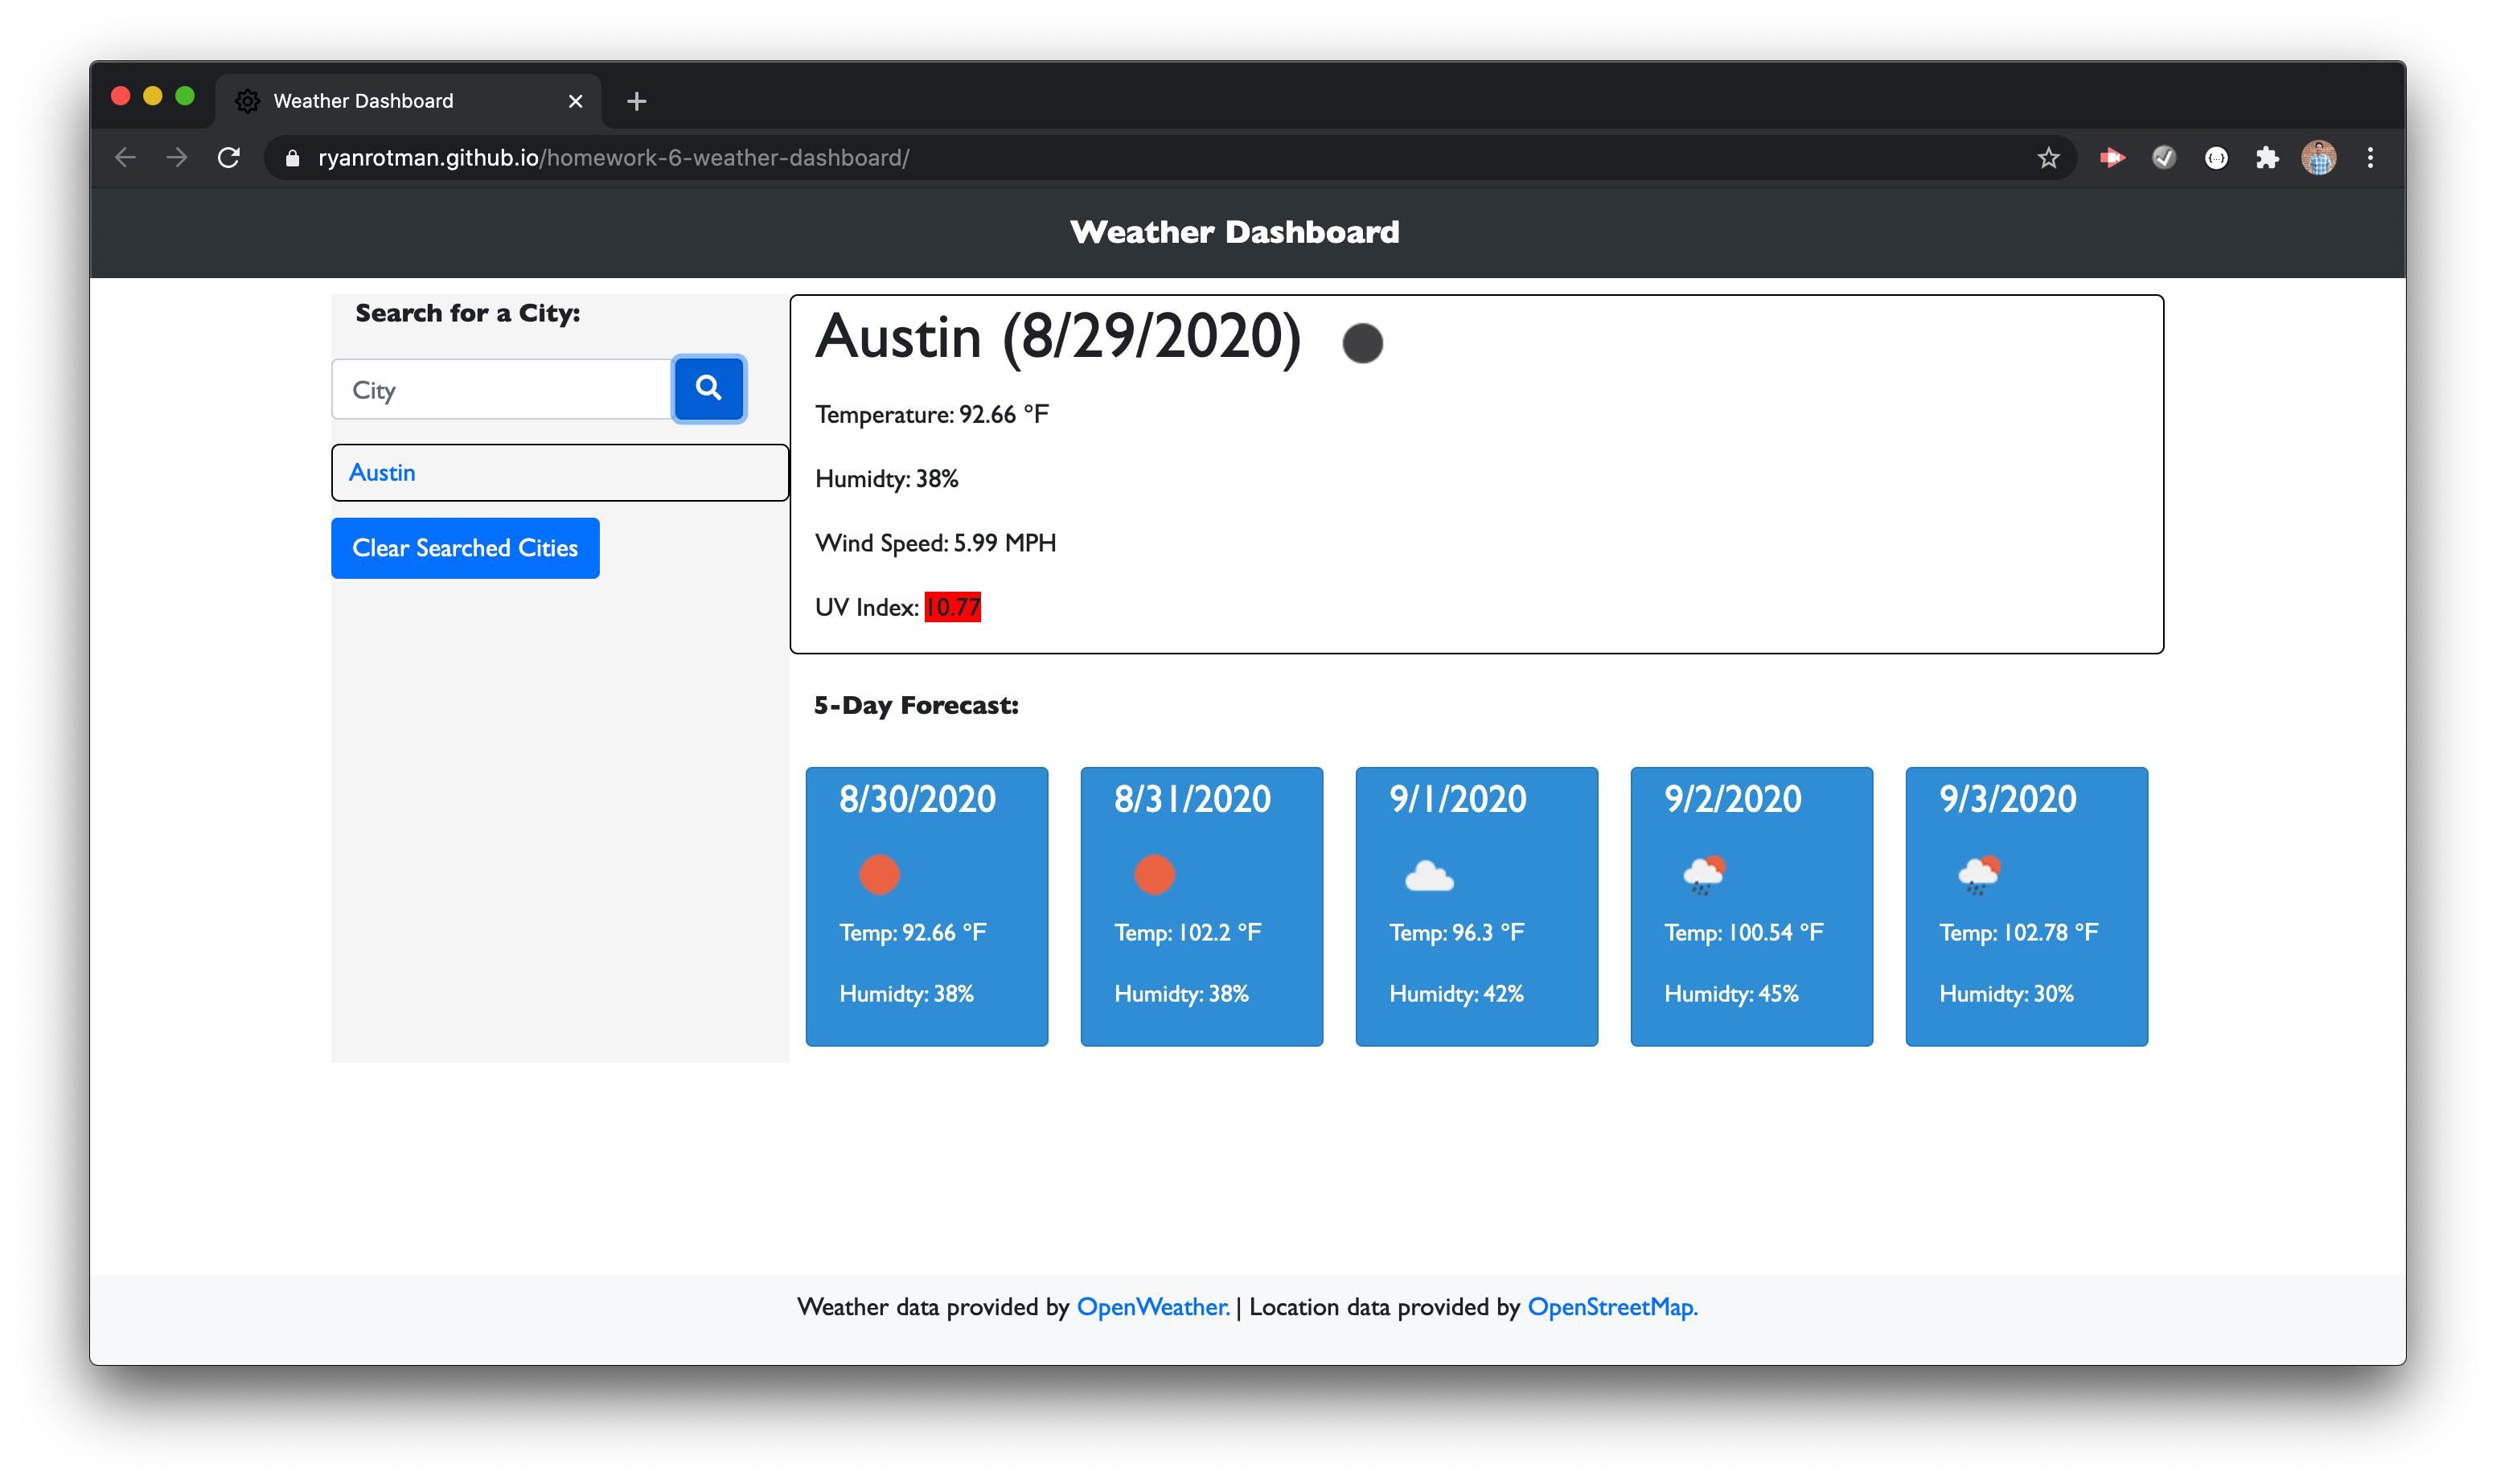 Weather Dashboard
ryanrotman.github.io/homework-6-weather-dashboard/
Weather Dashboard
Search for a City:
City
Austin
Clear Searched Cities
Austin (8/29/2020)
Temperature: 92.66 °F
Humidty: 38%
Wind Speed: 5.99 MPH
UV Index: 10.77
5-Day Forecast:
8/30/2020
Temp: 92.66 °F
Humidty: 38%
8/31/2020
Temp: 102.2 °F
Humidty: 38%
9/1/2020
Temp: 96.3 °F
Humidty: 42%
9/2/2020
Temp: 100.54 °F
Humidty: 45%
9/3/2020
Temp: 102.78 °F
Humidty: 30%
Weather data provided by OpenWeather. | Location data provided by OpenStreetMap.